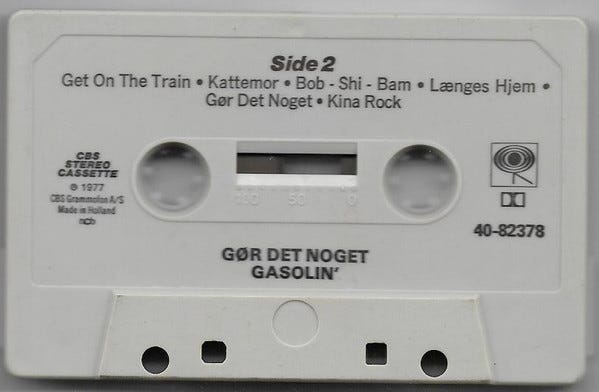 Side 2
Get On The Train • Kattemor • Bob - Shi - Bam • Længes Hjem •
Gør Det Noget • Kina Rock
CBS
STEREO
CASSETTE
℗ 1977
CBS Grammofon A/S
Made in Holland
ncb
100 50 0
40-82378
GØR DET NOGET
GASOLIN'